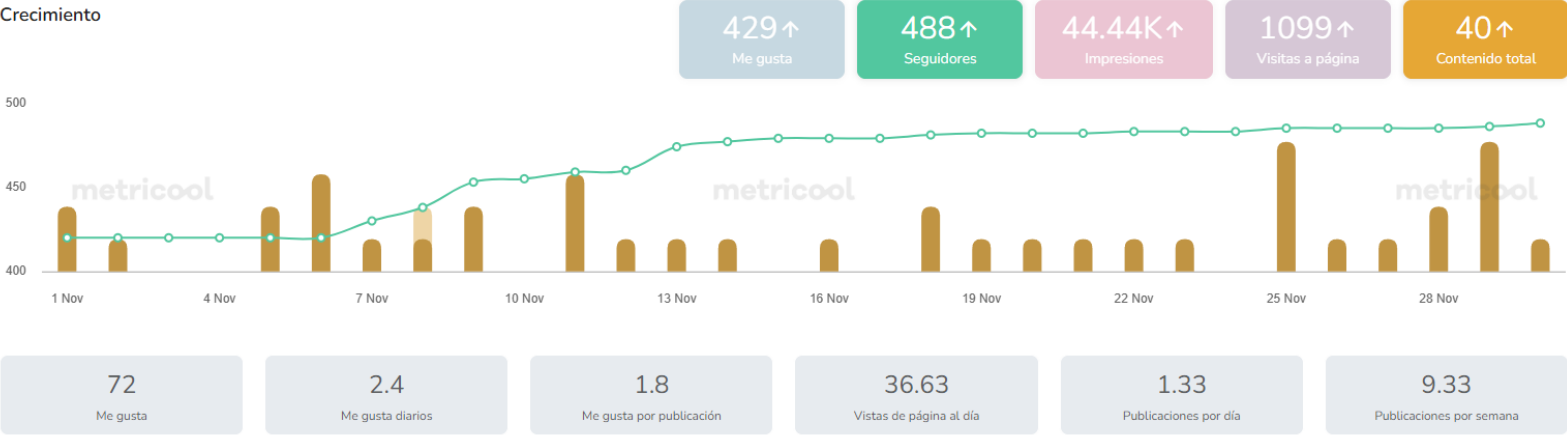 Crecimiento
429↑ 488↑ 44.44K↑ 1099↑ 40↑
Me gusta Seguidores Impresiones Visitas a página Contenido total
500
450
metricool metricool metricool
400
1 Nov 4 Nov 7 Nov 10 Nov 13 Nov 16 Nov 19 Nov 22 Nov 25 Nov 28 Nov
72 2.4 1.8 36.63 1.33 9.33
Me gusta Me gusta diarios Me gusta por publicación Vistas de página al día Publicaciones por día Publicaciones por semana